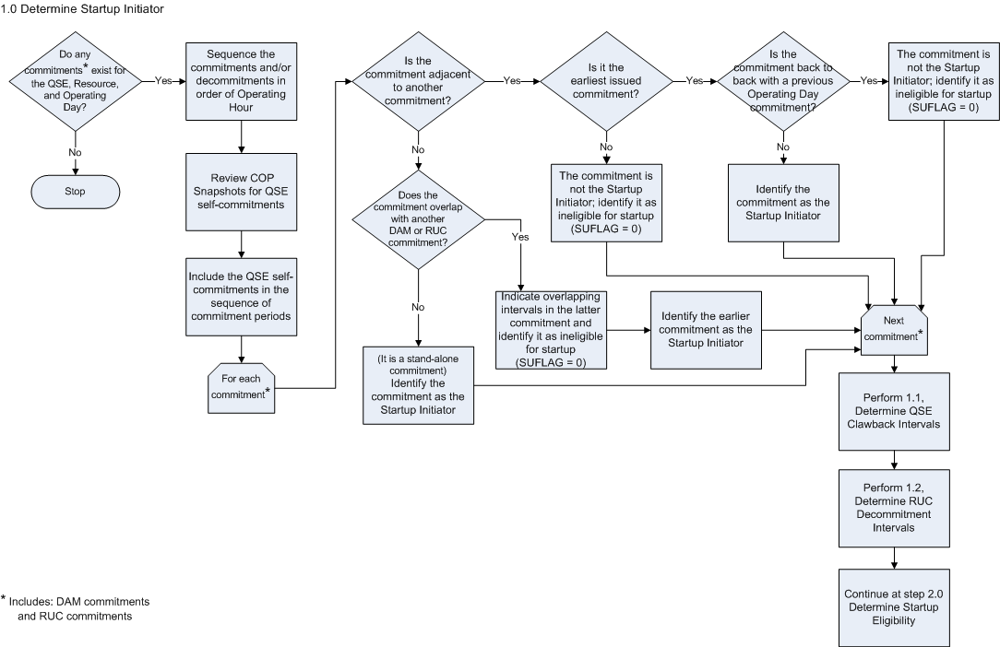 1.0 Determine Startup Initiator
Do any
commitments* exist for
the QSE, Resource,
and Operating
Day?
Yes
No
Stop
Sequence the
commitments and/or
decommitments in
order of Operating
Hour
Review COP
Snapshots for QSE
self-commitments
Include the QSE self-
commitments in the
sequence of
commitment periods
For each
commitment*
Is the
commitment adjacent
to another
commitment?
Yes
No
Is it the
earliest issued
commitment?
Yes
No
Is the
commitment back to
back with a previous
Operating Day
commitment?
Yes
No
The commitment is
not the Startup
Initiator; identify it as
ineligible for startup
(SUFLAG = 0)
The commitment is
not the Startup
Initiator; identify it as
ineligible for startup
(SUFLAG = 0)
Identify the
commitment as the
Startup Initiator
Does the
commitment overlap
with another
DAM or RUC
commitment?
Yes
No
Indicate overlapping
intervals in the latter
commitment and
identify it as ineligible
for startup
(SUFLAG = 0)
Identify the earlier
commitment as the
Startup Initiator
(It is a stand-alone
commitment)
Identify the
commitment as the
Startup Initiator
Next
commitment*
Perform 1.1,
Determine QSE
Clawback Intervals
Perform 1.2,
Determine RUC
Decommitment
Intervals
Continue at step 2.0
Determine Startup
Eligibility
* Includes: DAM commitments
and RUC commitments